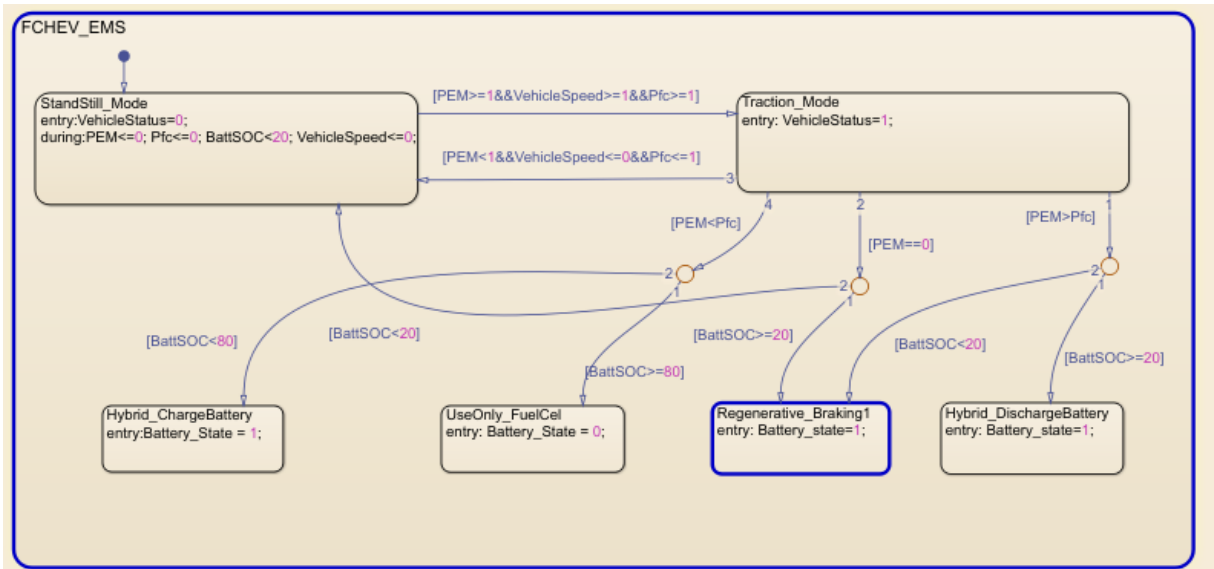 FCHEV_EMS
StandStill_Mode
entry:VehicleStatus=0;
during:PEM<=0; Pfc<=0; BattSOC<20; VehicleSpeed<=0;
[PEM>=1&&VehicleSpeed>=1&&Pfc>=1]
Traction_Mode
entry: VehicleStatus=1;
[PEM<1&&VehicleSpeed<=0&&Pfc<=1]
3
4
2
1
[PEM<Pfc]
[PEM==0]
[PEM>Pfc]
2
1
2
1
2
1
[BattSOC<80]
[BattSOC<20]
[BattSOC>=80]
[BattSOC>=20]
[BattSOC<20]
[BattSOC>=20]
Hybrid_ChargeBattery
entry:Battery_State = 1;
UseOnly_FuelCel
entry: Battery_State = 0;
Regenerative_Braking1
entry: Battery_state=1;
Hybrid_DischargeBattery
entry: Battery_state=1;